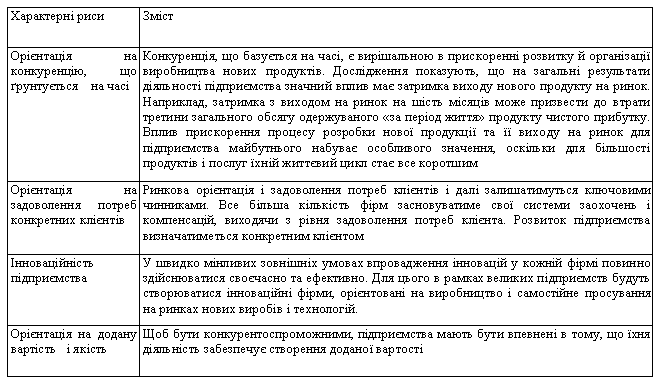 Характерні риси
Зміст
Орієнтація на
конкуренцію, що
ґрунтується на часі
Конкуренція, що базується на часі, є вирішальною в прискоренні розвитку й організації
виробництва нових продуктів. Дослідження показують, що на загальні результати
діяльності підприємства значний вплив має затримка виходу нового продукту на ринок.
Наприклад, затримка з виходом на ринок на шість місяців може призвести до втрати
третини загального обсягу одержуваного «за період життя» продукту чистого прибутку.
Вплив прискорення процесу розробки нової продукції та її виходу на ринок для
підприємства майбутнього набуває особливого значення, оскільки для більшості
продуктів і послуг їхній життєвий цикл стає все коротшим
Орієнтація на
задоволення потреб
конкретних клієнтів
Ринкова орієнтація і задоволення потреб клієнтів і далі залишатимуться ключовими
чинниками. Все більша кількість фірм засновуватиме свої системи заохочень і
компенсацій, виходячи з рівня задоволення потреб клієнта. Розвиток підприємства
визначатиметься конкретним клієнтом
Інноваційність
підприємства
У швидко мінливих зовнішніх умовах впровадження інновацій у кожній фірмі повинно
здійснюватися своєчасно та ефективно. Для цього в рамках великих підприємств будуть
створюватися інноваційні фірми, орієнтовані на виробництво і самостійне просування
на ринках нових виробів і технологій.
Орієнтація на додану
вартість і якість
Щоб бути конкурентоспроможними, підприємства мають бути впевнені в тому, що їхня
діяльність забезпечує створення доданої вартості